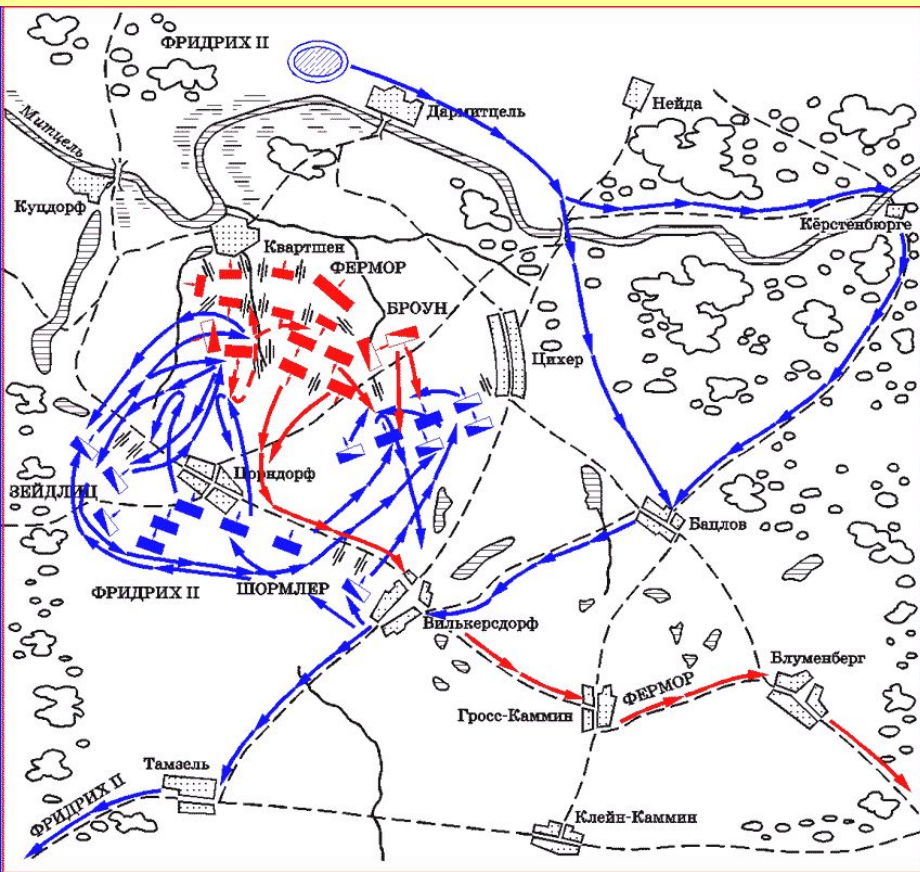 ФРИДРИХ II
Дармитцель
Нейда
Митцель
Куцдорф
Кёрстенбюрге
Квартшен
ФЕРМОР
БРОУН
Цихер
Цорндорф
ЗЕЙДЛИЦ
Бацлов
ФРИДРИХ II
ШОРМЛЕР
Вилькерсдорф
Блуменберг
ФЕРМОР
Гросс-Каммин
Тамзель
ФРИДРИХ II
Клейн-Каммин